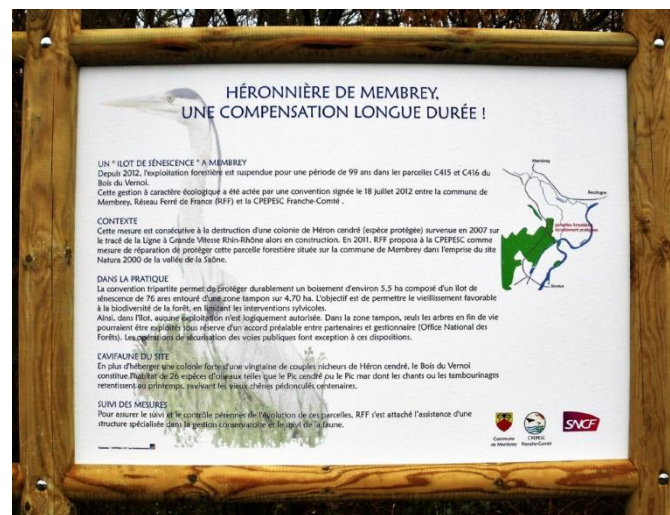 HÉRONNIÈRE DE MEMBREY,
UNE COMPENSATION LONGUE DURÉE !
UN " ILOT DE SÉNESCENCE " A MEMBREY
Depuis 2012, l'exploitation forestière est suspendue pour une période de 99 ans dans les parcelles C415 et C416 du
Bois du Vernoi.
Cette gestion à caractère écologique a été actée par une convention signée le 18 juillet 2012 entre la commune de
Membrey, Réseau Ferré de France (RFF) et la CPEPESC Franche-Comté .
CONTEXTE
Cette mesure est consécutive à la destruction d'une colonie de Héron cendré (espèce protégée) survenue en 2007 sur
le tracé de la Ligne à Grande Vitesse Rhin-Rhône alors en construction. En 2011, RFF proposa à la CPEPESC comme
mesure de réparation de protéger cette parcelle forestière située sur la commune de Membrey dans l'emprise du site
Natura 2000 de la vallée de la Saône.
DANS LA PRATIQUE
La convention tripartite permet de protéger durablement un boisement d'environ 5,5 ha composé d'un îlot de
sénescence de 76 ares entouré d'une zone tampon sur 4,70 ha. L'objectif est de permettre le vieillissement favorable
à la biodiversité de la forêt, en limitant les interventions sylvicoles.
Ainsi, dans l'îlot, aucune exploitation n'est logiquement autorisée. Dans la zone tampon, seuls les arbres en fin de vie
pourraient être exploités sous réserve d'un accord préalable entre partenaires et gestionnaire (Office National des
Forêts). Les opérations de sécurisation des voies publiques font exception à ces dispositions.
L'AVIFAUNE DU SITE
En plus d'héberger une colonie forte d'une vingtaine de couples nicheurs de Héron cendré, le Bois du Vernoi
constitue l'habitat de 26 espèces d'oiseaux telles que le Pic cendré ou le Pic mar dont les chants ou les tambourinages
retentissent au printemps, ravivant les vieux chênes pédonculés centenaires.
SUIVI DES MESURES
Pour assurer le suivi et le contrôle pérennes de l'évolution de ces parcelles, RFF s'est attaché l'assistance d'une
structure spécialisée dans la gestion conservatoire et le suivi de la faune.
Membrey
Recologne
Commune
de Membrey
CPEPESC
Franche-Comté
SNCF